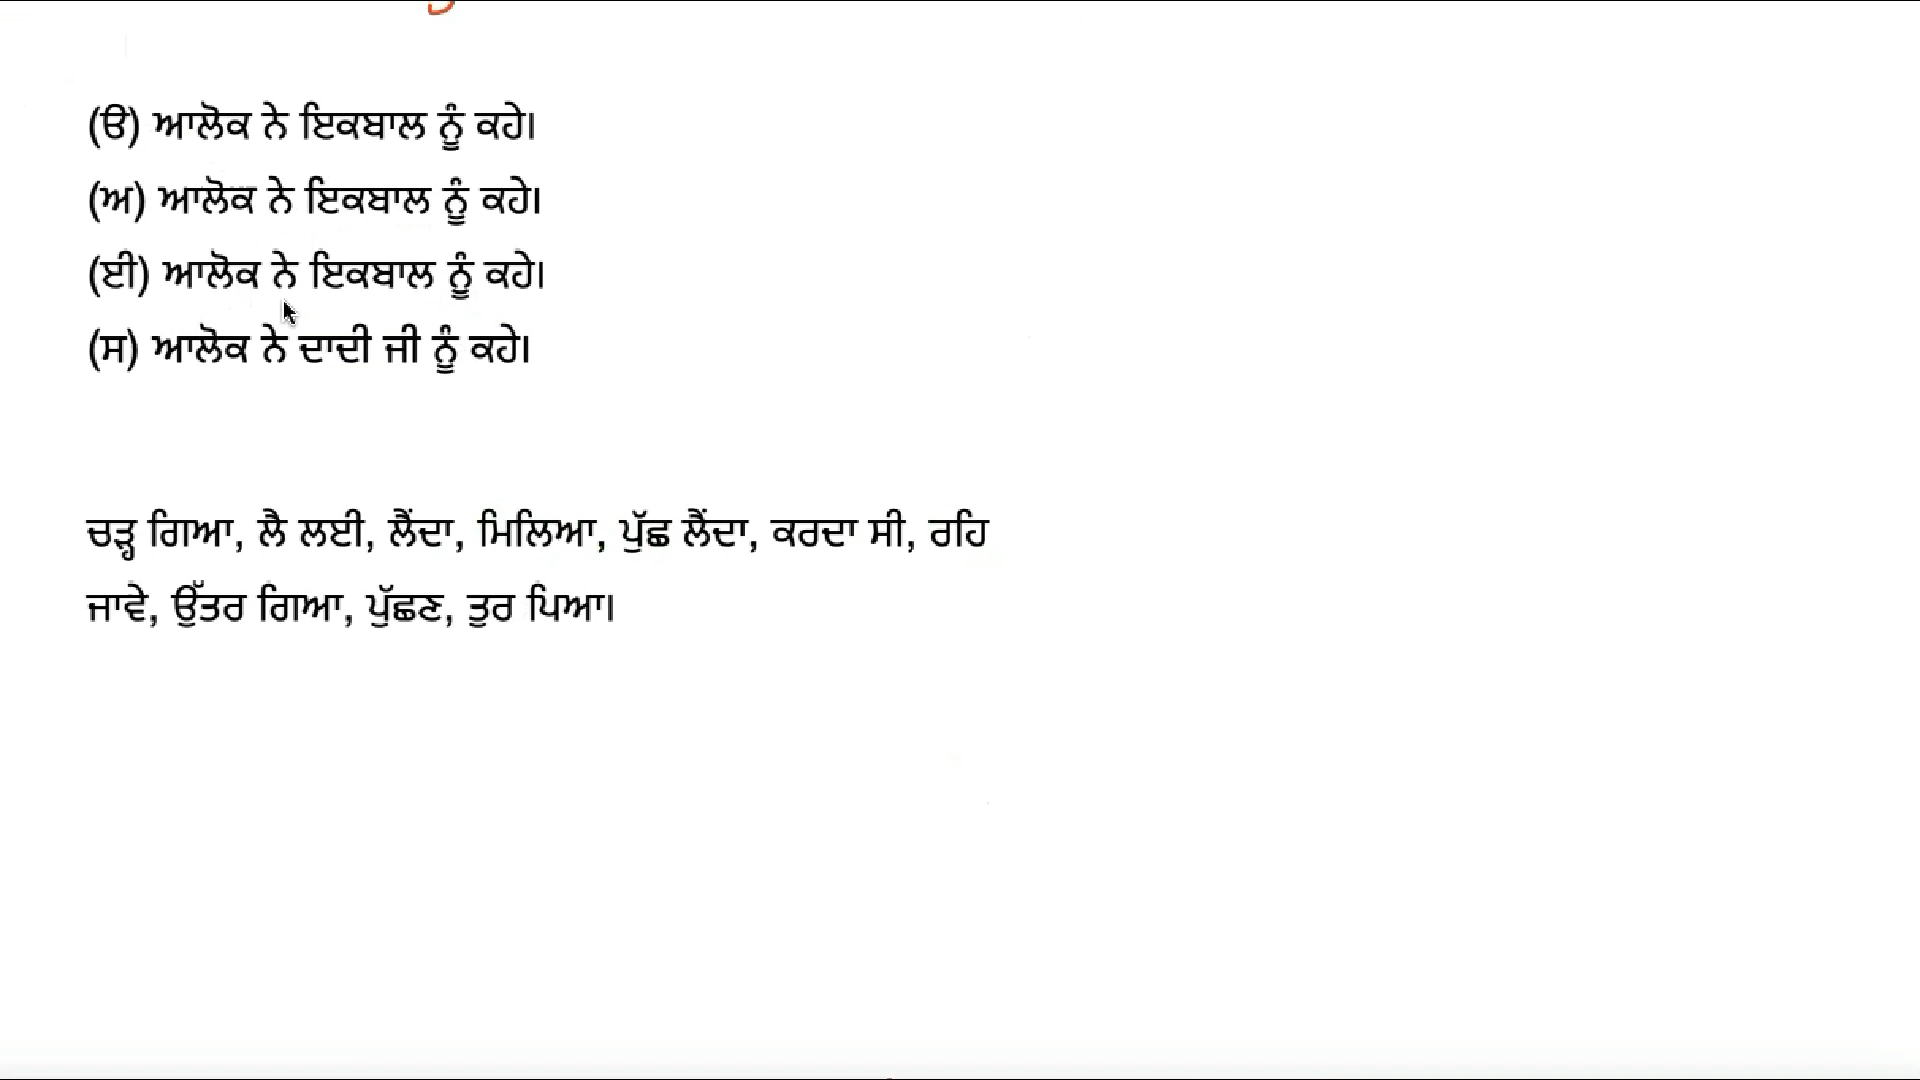 (ੳ) ਆਲੋਕ ਨੇ ਇਕਬਾਲ ਨੂੰ ਕਹੇ।
(ਅ) ਆਲੋਕ ਨੇ ਇਕਬਾਲ ਨੂੰ ਕਹੇ।
(ਈ) ਆਲੋਕ ਨੇ ਇਕਬਾਲ ਨੂੰ ਕਹੇ।
(ਸ) ਆਲੋਕ ਨੇ ਦਾਦੀ ਜੀ ਨੂੰ ਕਹੇ।
ਚੜ੍ਹ ਗਿਆ, ਲੈ ਲਈ, ਲੈਂਦਾ, ਮਿਲਿਆ, ਪੁੱਛ ਲੈਂਦਾ, ਕਰਦਾ ਸੀ, ਰਹਿ
ਜਾਵੇ, ਉੱਤਰ ਗਿਆ, ਪੁੱਛਣ, ਤੁਰ ਪਿਆ।